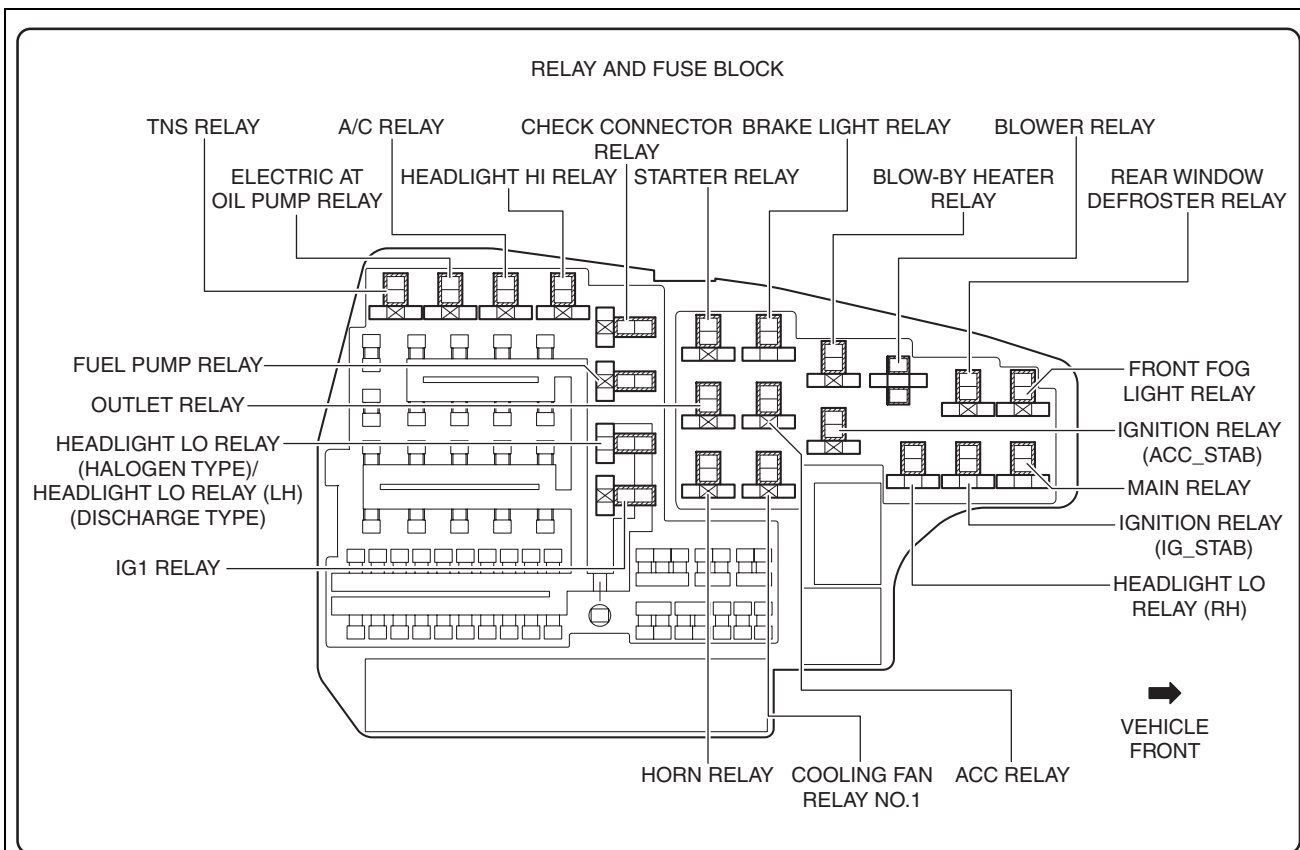 RELAY AND FUSE BLOCK
TNS RELAY
A/C RELAY
CHECK CONNECTOR
RELAY
BRAKE LIGHT RELAY
BLOWER RELAY
ELECTRIC AT
OIL PUMP RELAY
HEADLIGHT HI RELAY
STARTER RELAY
BLOW-BY HEATER
RELAY
REAR WINDOW
DEFROSTER RELAY
FUEL PUMP RELAY
OUTLET RELAY
HEADLIGHT LO RELAY
(HALOGEN TYPE)/
HEADLIGHT LO RELAY (LH)
(DISCHARGE TYPE)
IG1 RELAY
FRONT FOG
LIGHT RELAY
IGNITION RELAY
(ACC_STAB)
MAIN RELAY
IGNITION RELAY
(IG_STAB)
HEADLIGHT LO
RELAY (RH)
VEHICLE
FRONT
HORN RELAY
COOLING FAN
RELAY NO.1
ACC RELAY